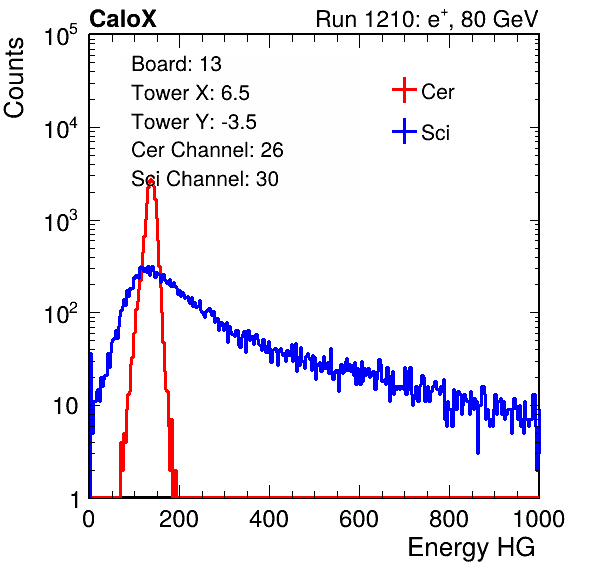 CaloX Run 1210: e⁺, 80 GeV
Counts
10⁵
10⁴
10³
10²
10
1
Board: 13
Tower X: 6.5
Tower Y: -3.5
Cer Channel: 26
Sci Channel: 30
Cer
Sci
0 200 400 600 800 1000
Energy HG